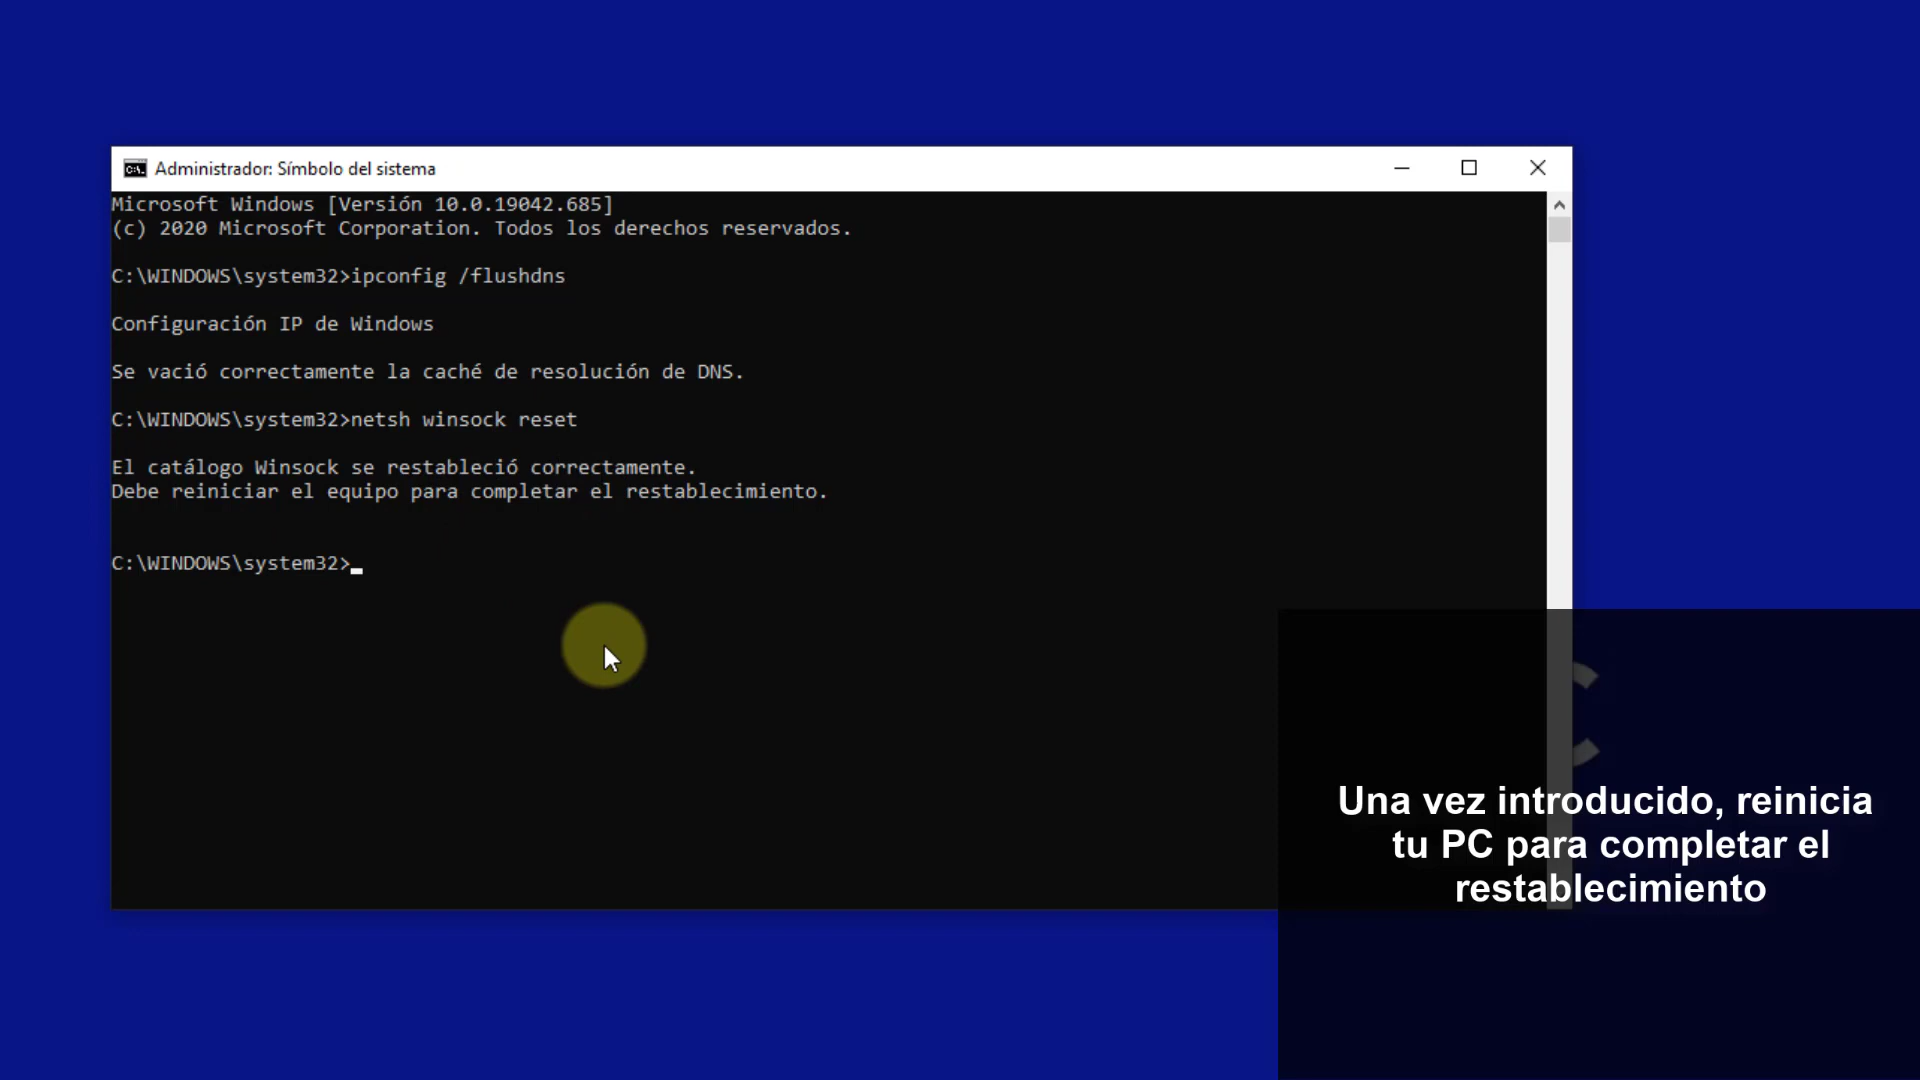 Administrador: Símbolo del sistema
Microsoft Windows [Versión 10.0.19042.685]
(c) 2020 Microsoft Corporation. Todos los derechos reservados.
C:\WINDOWS\system32>ipconfig /flushdns
Configuración IP de Windows
Se vació correctamente la caché de resolución de DNS.
C:\WINDOWS\system32>netsh winsock reset
El catálogo Winsock se restableció correctamente.
Debe reiniciar el equipo para completar el restablecimiento.
C:\WINDOWS\system32>
Una vez introducido, reinicia
tu PC para completar el
restablecimiento